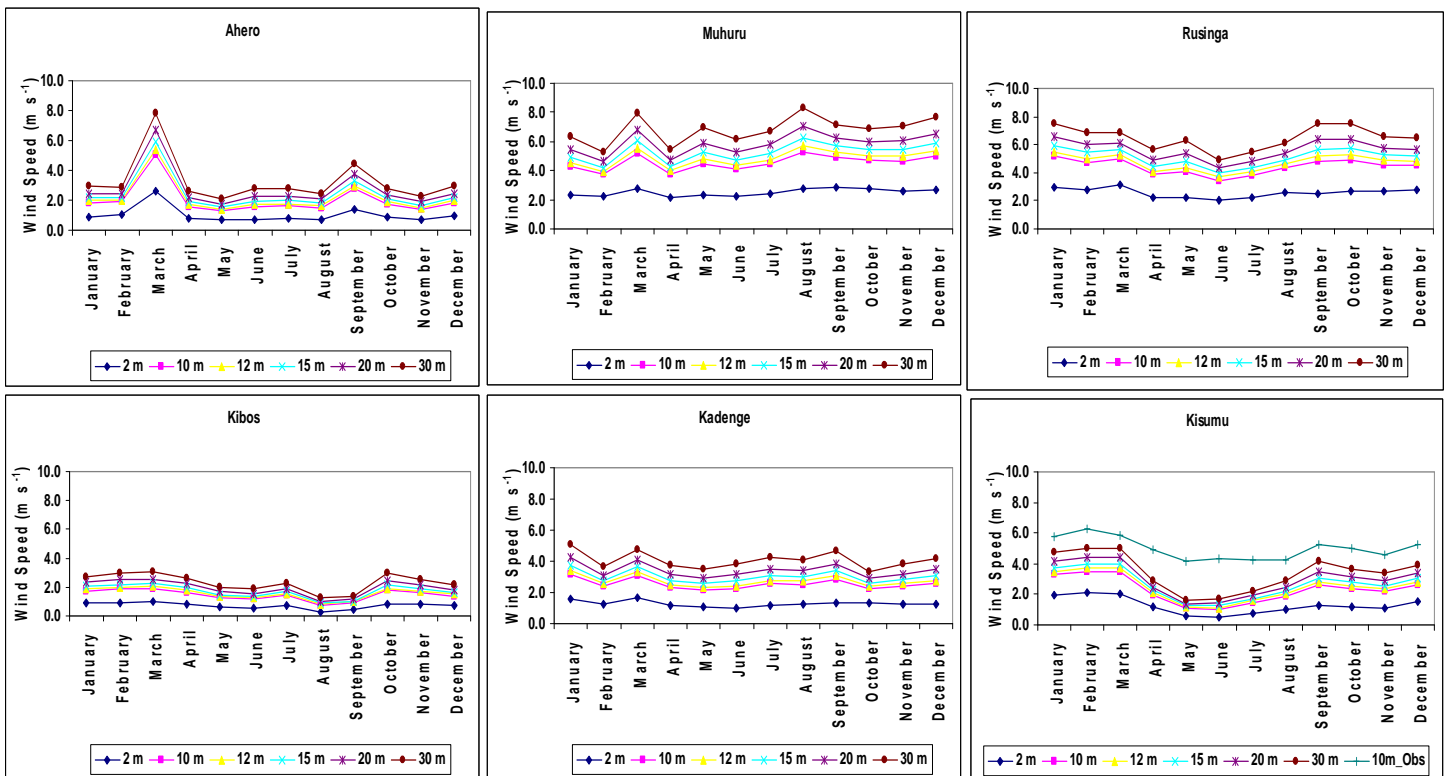 Ahero
Wind Speed (m s⁻¹)
10.0
8.0
6.0
4.0
2.0
0.0
January
February
March
April
May
June
July
August
September
October
November
December
2 m 10 m 12 m 15 m 20 m 30 m
Muhuru
Wind Speed (m s⁻¹)
10.0
8.0
6.0
4.0
2.0
0.0
January
February
March
April
May
June
July
August
September
October
November
December
2 m 10 m 12 m 15 m 20 m 30 m
Rusinga
Wind Speed (m s⁻¹)
10.0
8.0
6.0
4.0
2.0
0.0
January
February
March
April
May
June
July
August
September
October
November
December
2 m 10 m 12 m 15 m 20 m 30 m
Kibos
Wind Speed (m s⁻¹)
10.0
8.0
6.0
4.0
2.0
0.0
January
February
March
April
May
June
July
August
September
October
November
December
2 m 10 m 12 m 15 m 20 m 30 m
Kadenge
Wind Speed (m s⁻¹)
10.0
8.0
6.0
4.0
2.0
0.0
January
February
March
April
May
June
July
August
September
October
November
December
2 m 10 m 12 m 15 m 20 m 30 m
Kisumu
Wind Speed (m s⁻¹)
10.0
8.0
6.0
4.0
2.0
0.0
January
February
March
April
May
June
July
August
September
October
November
December
2 m 10 m 12 m 15 m 20 m 30 m 10m_Obs